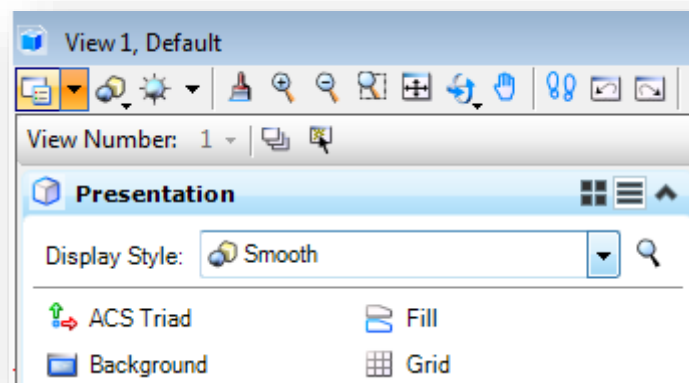 View 1, Default
View Number: 1
Presentation
Display Style: Smooth
ACS Triad Fill
Background Grid